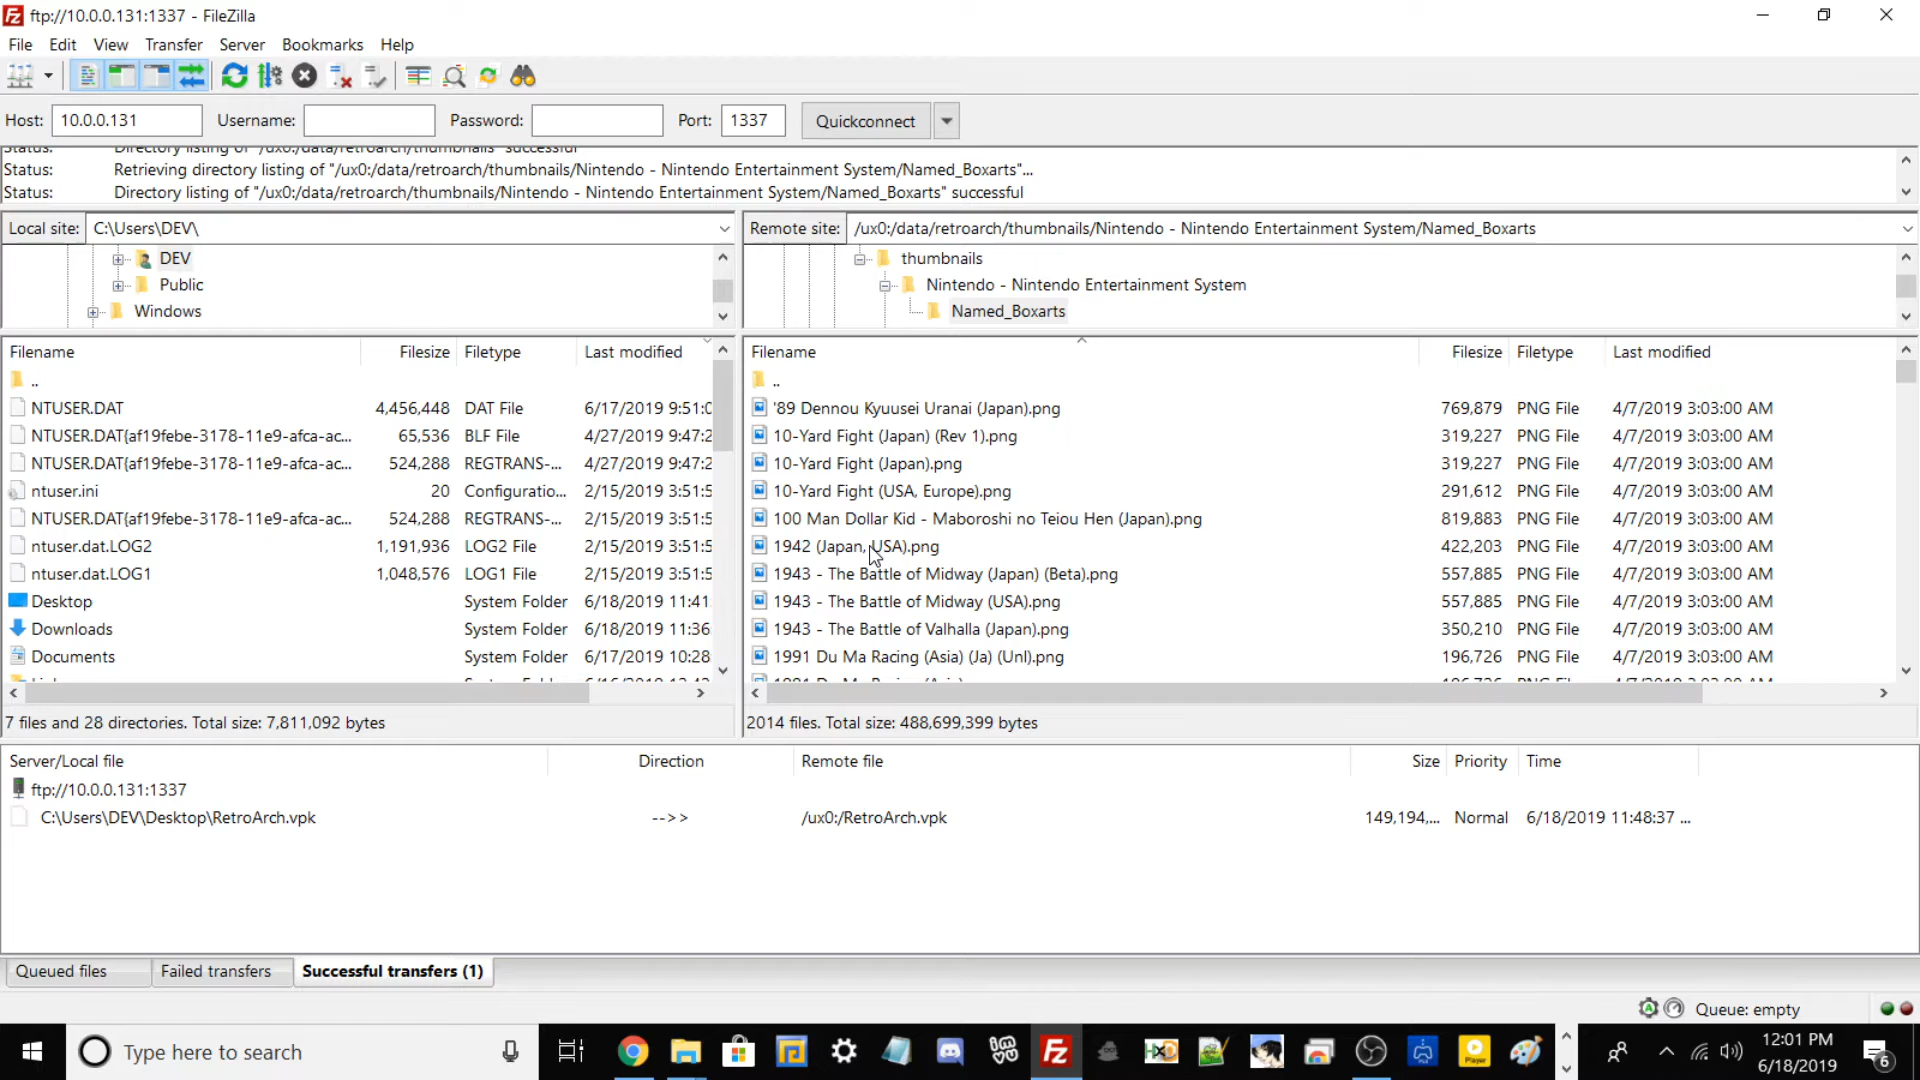 ftp://10.0.0.131:1337 - FileZilla
File Edit View Transfer Server Bookmarks Help
Host: 10.0.0.131 Username: Password: Port: 1337 Quickconnect
Status: Directory listing of "/ux0:/data/retroarch/thumbnails" successful
Status: Retrieving directory listing of "/ux0:/data/retroarch/thumbnails/Nintendo - Nintendo Entertainment System/Named_Boxarts"...
Status: Directory listing of "/ux0:/data/retroarch/thumbnails/Nintendo - Nintendo Entertainment System/Named_Boxarts" successful
Local site: C:\Users\DEV\
DEV
Public
Windows
Filename Filesize Filetype Last modified
..
NTUSER.DAT 4,456,448 DAT File 6/17/2019 9:51:0
NTUSER.DAT{af19febe-3178-11e9-afca-ac... 65,536 BLF File 4/27/2019 9:47:2
NTUSER.DAT{af19febe-3178-11e9-afca-ac... 524,288 REGTRANS-... 4/27/2019 9:47:2
ntuser.ini 20 Configuratio... 2/15/2019 3:51:5
NTUSER.DAT{af19febe-3178-11e9-afca-ac... 524,288 REGTRANS-... 2/15/2019 3:51:5
ntuser.dat.LOG2 1,191,936 LOG2 File 2/15/2019 3:51:5
ntuser.dat.LOG1 1,048,576 LOG1 File 2/15/2019 3:51:5
Desktop System Folder 6/18/2019 11:41
Downloads System Folder 6/18/2019 11:36
Documents System Folder 6/17/2019 10:28
7 files and 28 directories. Total size: 7,811,092 bytes
Remote site: /ux0:/data/retroarch/thumbnails/Nintendo - Nintendo Entertainment System/Named_Boxarts
thumbnails
Nintendo - Nintendo Entertainment System
Named_Boxarts
Filename Filesize Filetype Last modified
..
'89 Dennou Kyuusei Uranai (Japan).png 769,879 PNG File 4/7/2019 3:03:00 AM
10-Yard Fight (Japan) (Rev 1).png 319,227 PNG File 4/7/2019 3:03:00 AM
10-Yard Fight (Japan).png 319,227 PNG File 4/7/2019 3:03:00 AM
10-Yard Fight (USA, Europe).png 291,612 PNG File 4/7/2019 3:03:00 AM
100 Man Dollar Kid - Maboroshi no Teiou Hen (Japan).png 819,883 PNG File 4/7/2019 3:03:00 AM
1942 (Japan, USA).png 422,203 PNG File 4/7/2019 3:03:00 AM
1943 - The Battle of Midway (Japan) (Beta).png 557,885 PNG File 4/7/2019 3:03:00 AM
1943 - The Battle of Midway (USA).png 557,885 PNG File 4/7/2019 3:03:00 AM
1943 - The Battle of Valhalla (Japan).png 350,210 PNG File 4/7/2019 3:03:00 AM
1991 Du Ma Racing (Asia) (Ja) (Unl).png 196,726 PNG File 4/7/2019 3:03:00 AM
2014 files. Total size: 488,699,399 bytes
Server/Local file Direction Remote file Size Priority Time
ftp://10.0.0.131:1337
C:\Users\DEV\Desktop\RetroArch.vpk -->> /ux0:/RetroArch.vpk 149,194,... Normal 6/18/2019 11:48:37 ...
Queued files Failed transfers Successful transfers (1)
Queue: empty
Type here to search
12:01 PM
6/18/2019
6